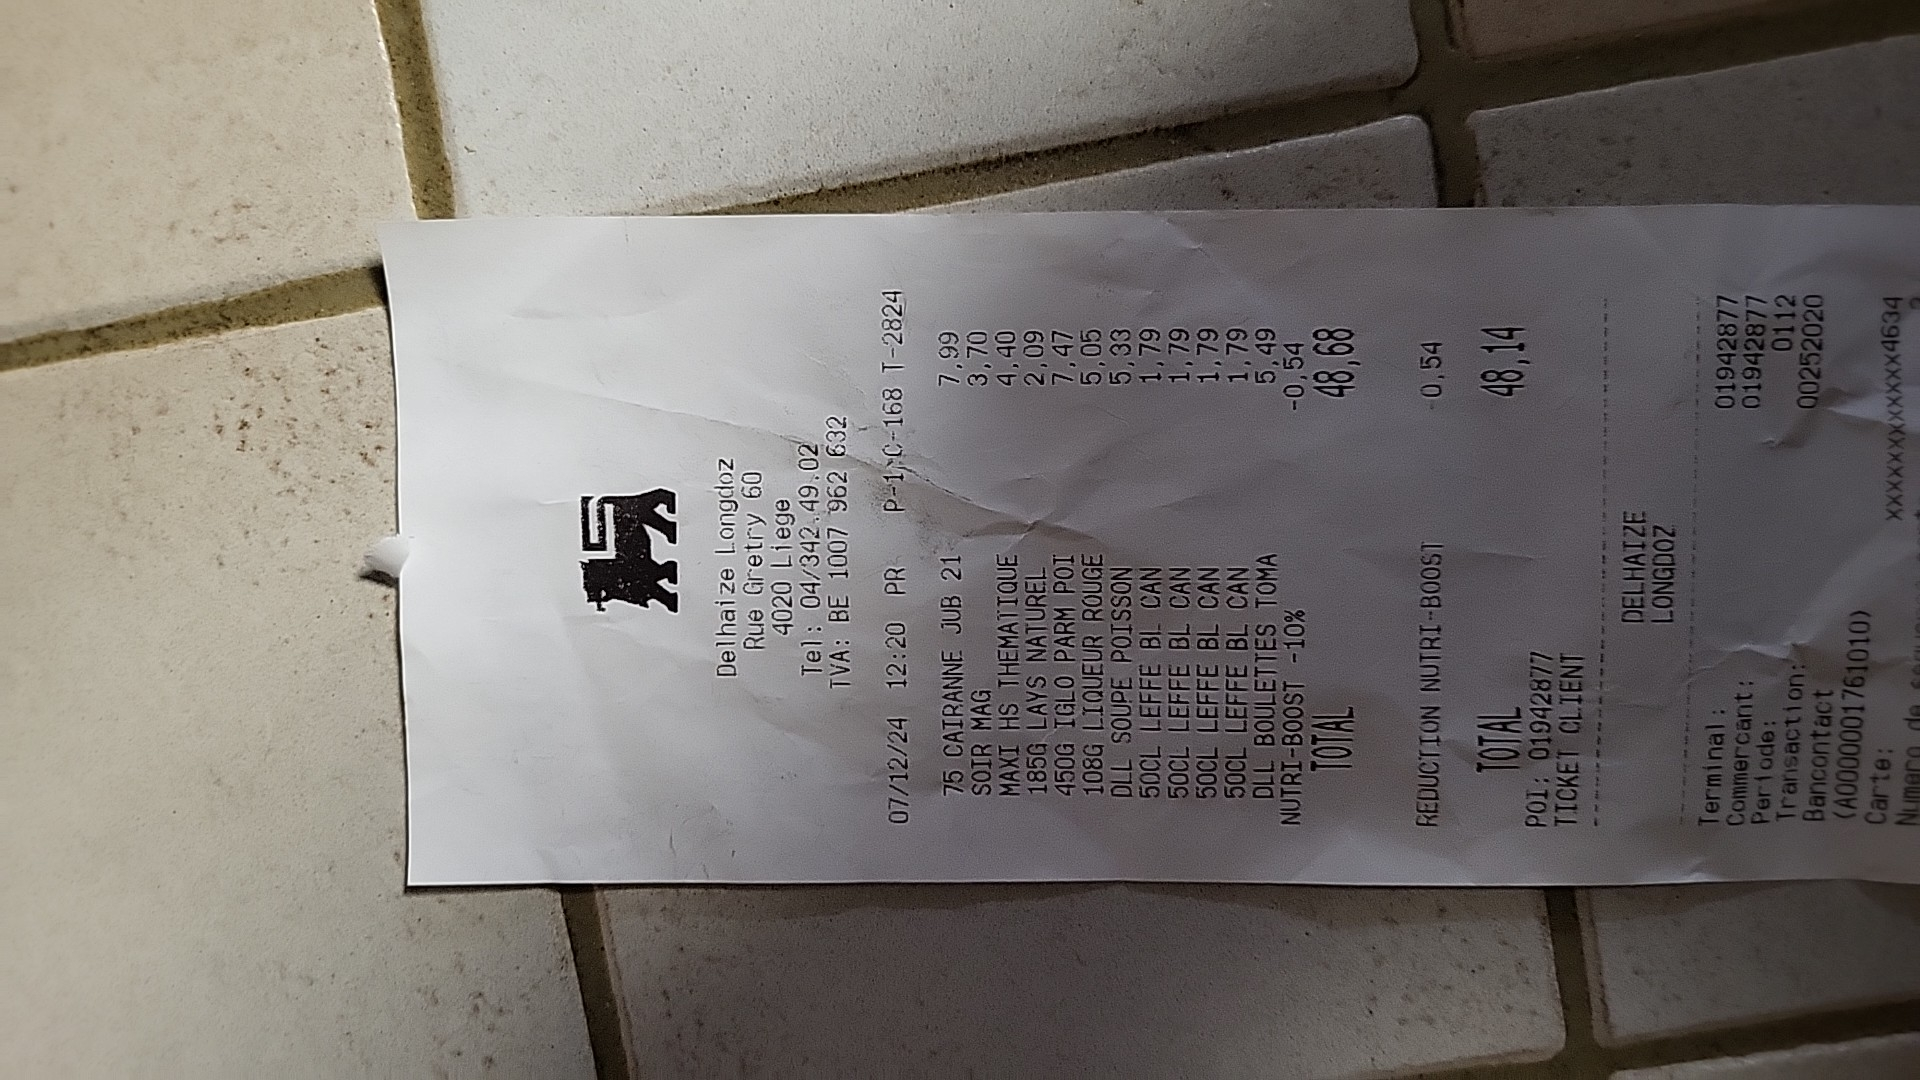 Delhaize Longdoz
Rue Gretry 60
4020 Liege
Tel: 04/342.49.02
TVA: BE 1007 962 632
07/12/24 12:20 PR P-1 C-168 T-2824
75 CAIRANNE JUB 21 7,99
SOIR MAG 3,70
MAXI HS THEMATIQUE 4,40
185G LAYS NATUREL 2,09
450G IGLO PARM POI 7,47
108G LIQUEUR ROUGE 5,05
DLL SOUPE POISSON 5,33
50CL LEFFE BL CAN 1,79
50CL LEFFE BL CAN 1,79
50CL LEFFE BL CAN 1,79
50CL LEFFE BL CAN 1,79
DLL BOULETTES TOMA 5,49
NUTRI-BOOST -10% -0,54
TOTAL 48,68
REDUCTION NUTRI-BOOST -0,54
TOTAL 48,14
POI: 01942877
TICKET CLIENT
DELHAIZE
LONGDOZ
Terminal: 01942877
Commercant: 01942877
Periode: 0112
Transaction: 00252020
Bancontact
(A0000001761010)
Carte: xxxxxxxxxxxxxxx4634
Numero de